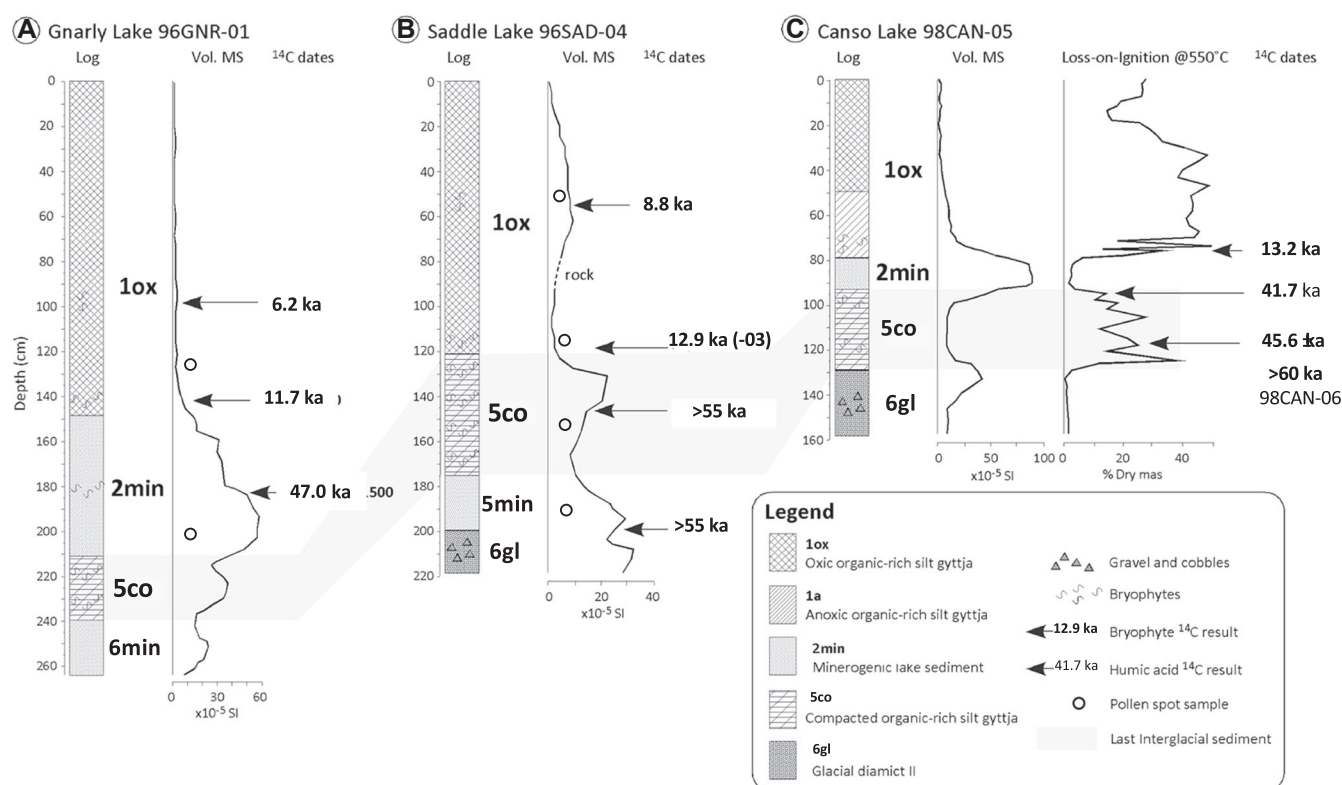 A Gnarly Lake 96GNR-01
Log Vol. MS 14C dates
0
20
40
60
80
100
120
140
160
180
200
220
240
260
Depth (cm)
1ox
6.2 ka
11.7 ka
2min
47.0 ka .500
5co
6min
0 30 60
x10-5 SI
B Saddle Lake 96SAD-04
Log Vol. MS 14C dates
0
20
40
60
80
100
120
140
160
180
200
220
8.8 ka
1ox
rock
12.9 ka (-03)
5co
>55 ka
5min
>55 ka
6gl
0 20 40
x10-5 SI
C Canso Lake 98CAN-05
Log Vol. MS Loss-on-Ignition @550°C 14C dates
0
20
40
60
80
100
120
140
160
1ox
13.2 ka
2min
41.7 ka
5co
45.6 ±ka
>60 ka
98CAN-06
6gl
0 50 100
x10-5 SI
0 20 40
% Dry mas
Legend
1ox
Oxic organic-rich silt gyttja
1a
Anoxic organic-rich silt gyttja
2min
Minerogenic lake sediment
5co
Compacted organic-rich silt gyttja
6gl
Glacial diamict II
Gravel and cobbles
Bryophytes
12.9 ka Bryophyte 14C result
41.7 ka Humic acid 14C result
Pollen spot sample
Last Interglacial sediment